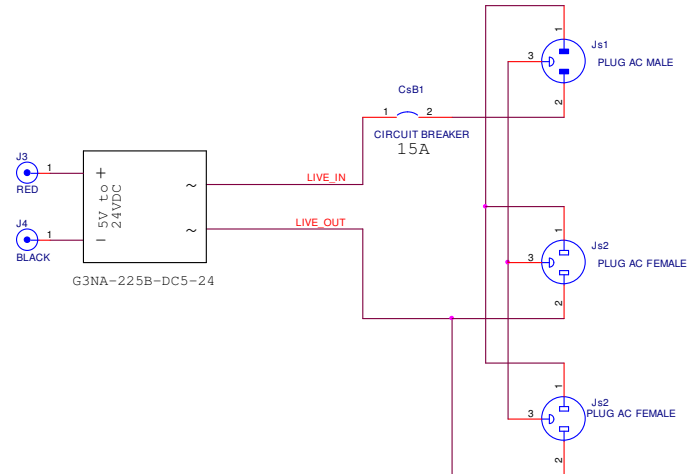 Js1
1
3
PLUG AC MALE
2
CsB1
1
2
CIRCUIT BREAKER
15A
J3
1
RED
LIVE_IN
+
~
5V to
24VDC
J4
1
BLACK
LIVE_OUT
-
~
G3NA-225B-DC5-24
1
Js2
3
PLUG AC FEMALE
2
1
Js2
3
PLUG AC FEMALE
2